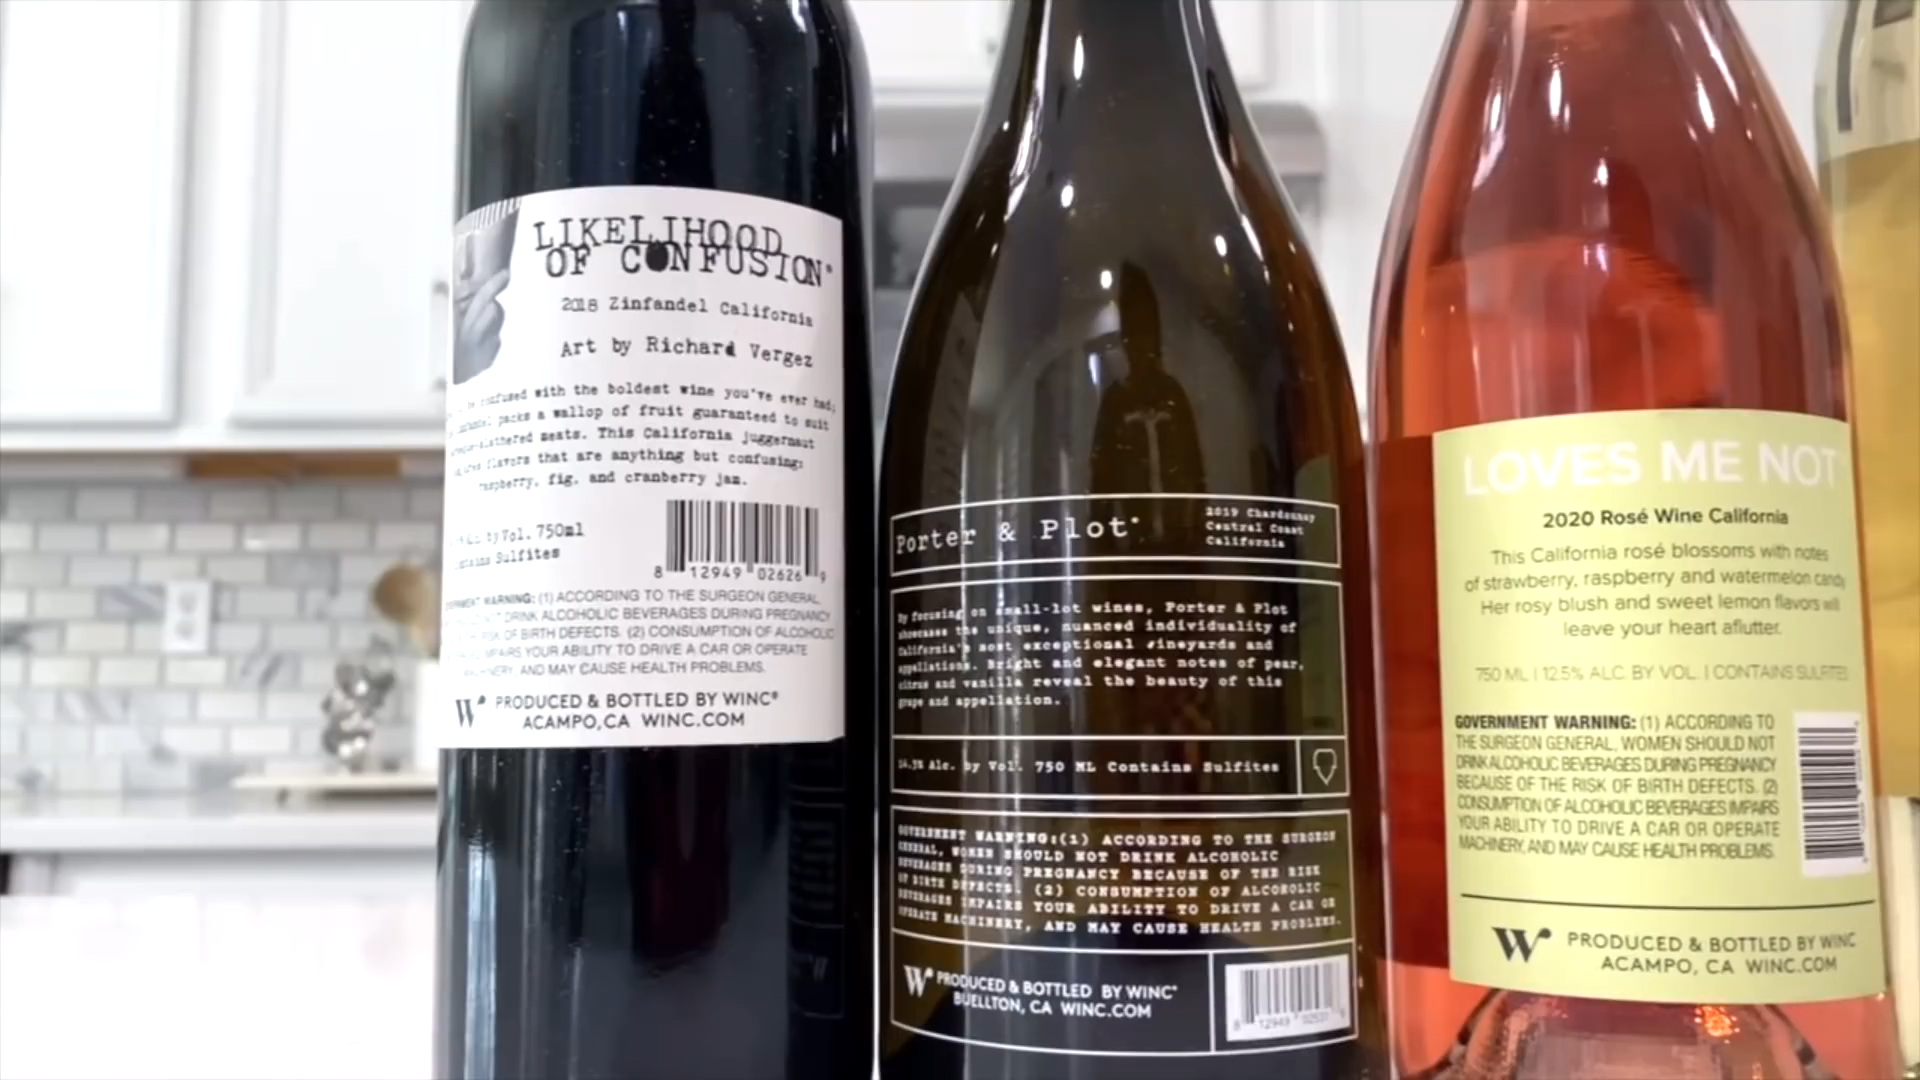 LIKELIHOOD
OF CONFUSION®
2018 Zinfandel California
Art by Richard Vergez
be confused with the boldest wine you've ever had;
packs a wallop of fruit guaranteed to suit
slathered meats. This California juggernaut
flavors that are anything but confusing:
raspberry, fig, and cranberry jam.
by Vol. 750ml
Contains Sulfites
8 12949 02626 9
WARNING: (1) ACCORDING TO THE SURGEON GENERAL,
NOT DRINK ALCOHOLIC BEVERAGES DURING PREGNANCY
RISK OF BIRTH DEFECTS. (2) CONSUMPTION OF ALCOHOLIC
IMPAIRS YOUR ABILITY TO DRIVE A CAR OR OPERATE
MACHINERY, AND MAY CAUSE HEALTH PROBLEMS.
W PRODUCED & BOTTLED BY WINC®
ACAMPO, CA WINC.COM
Porter & Plot®
2019 Chardonnay
Central Coast
California
By focusing on small-lot wines, Porter & Plot
showcases the unique, nuanced individuality of
California's most exceptional vineyards and
appellations. Bright and elegant notes of pear,
citrus and vanilla reveal the beauty of this
grape and appellation.
Alc. by Vol. 750 ML Contains Sulfites
GOVERNMENT WARNING:(1) ACCORDING TO THE SURGEON
GENERAL, WOMEN SHOULD NOT DRINK ALCOHOLIC
BEVERAGES DURING PREGNANCY BECAUSE OF THE RISK
OF BIRTH DEFECTS. (2) CONSUMPTION OF ALCOHOLIC
BEVERAGES IMPAIRS YOUR ABILITY TO DRIVE A CAR OR
OPERATE MACHINERY, AND MAY CAUSE HEALTH PROBLEMS.
W PRODUCED & BOTTLED BY WINC®
BUELLTON, CA WINC.COM
8 12949
LOVES ME NOT
2020 Rosé Wine California
This California rosé blossoms with notes
of strawberry, raspberry and watermelon candy.
Her rosy blush and sweet lemon flavors will
leave your heart aflutter.
750 ML | 12.5% ALC. BY VOL. | CONTAINS SULFITES
GOVERNMENT WARNING: (1) ACCORDING TO
THE SURGEON GENERAL, WOMEN SHOULD NOT
DRINK ALCOHOLIC BEVERAGES DURING PREGNANCY
BECAUSE OF THE RISK OF BIRTH DEFECTS. (2)
CONSUMPTION OF ALCOHOLIC BEVERAGES IMPAIRS
YOUR ABILITY TO DRIVE A CAR OR OPERATE
MACHINERY, AND MAY CAUSE HEALTH PROBLEMS.
W PRODUCED & BOTTLED BY WINC
ACAMPO, CA WINC.COM